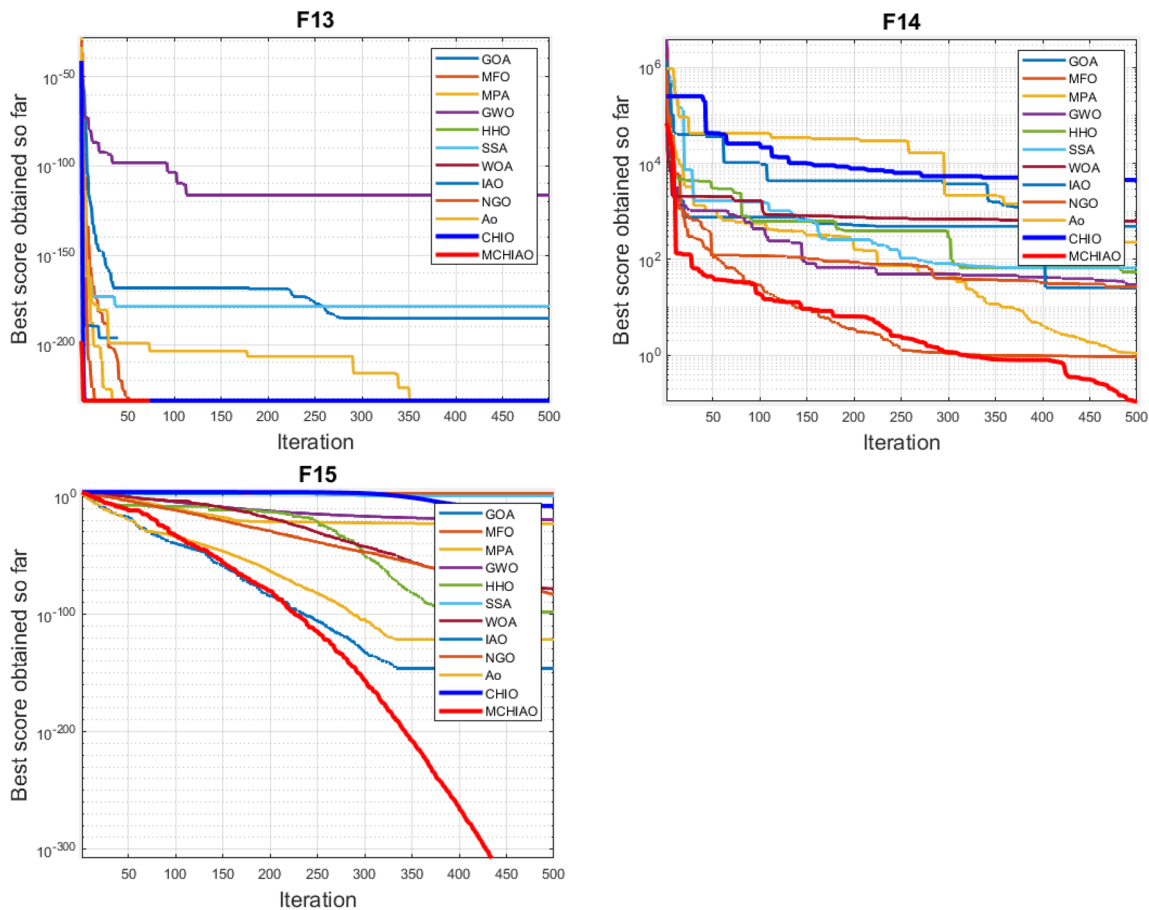 F13
Best score obtained so far
10^-50
10^-100
10^-150
10^-200
50 100 150 200 250 300 350 400 450 500
Iteration
GOA
MFO
MPA
GWO
HHO
SSA
WOA
IAO
NGO
Ao
CHIO
MCHIAO
F14
Best score obtained so far
10^6
10^4
10^2
10^0
50 100 150 200 250 300 350 400 450 500
Iteration
GOA
MFO
MPA
GWO
HHO
SSA
WOA
IAO
NGO
Ao
CHIO
MCHIAO
F15
Best score obtained so far
10^0
10^-100
10^-200
10^-300
50 100 150 200 250 300 350 400 450 500
Iteration
GOA
MFO
MPA
GWO
HHO
SSA
WOA
IAO
NGO
Ao
CHIO
MCHIAO